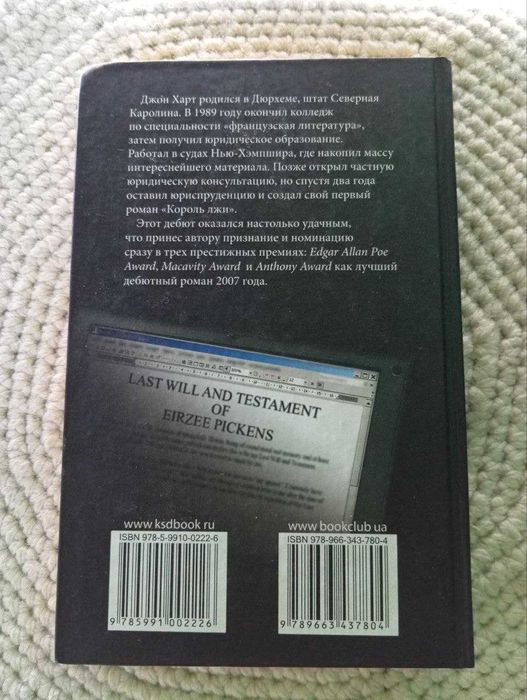 Джон Харт родился в Дюрхеме, штат Северная
Каролина. В 1989 году окончил колледж
по специальности «французская литература»,
затем получил юридическое образование.
Работал в судах Нью-Хэмпшира, где накопил массу
интереснейшего материала. Позже открыл частную
юридическую консультацию, но спустя два года
оставил юриспруденцию и создал свой первый
роман «Король лжи».
Этот дебют оказался настолько удачным,
что принес автору признание и номинацию
сразу в трех престижных премиях: Edgar Allan Poe
Award, Macavity Award и Anthony Award как лучший
дебютный роман 2007 года.
LAST WILL AND TESTAMENT
OF
EIRZEE PICKENS
www.ksdbook.ru
ISBN 978-5-9910-0222-6
9 785991 002226
www.bookclub.ua
ISBN 978-966-343-780-4
9 789663 437804